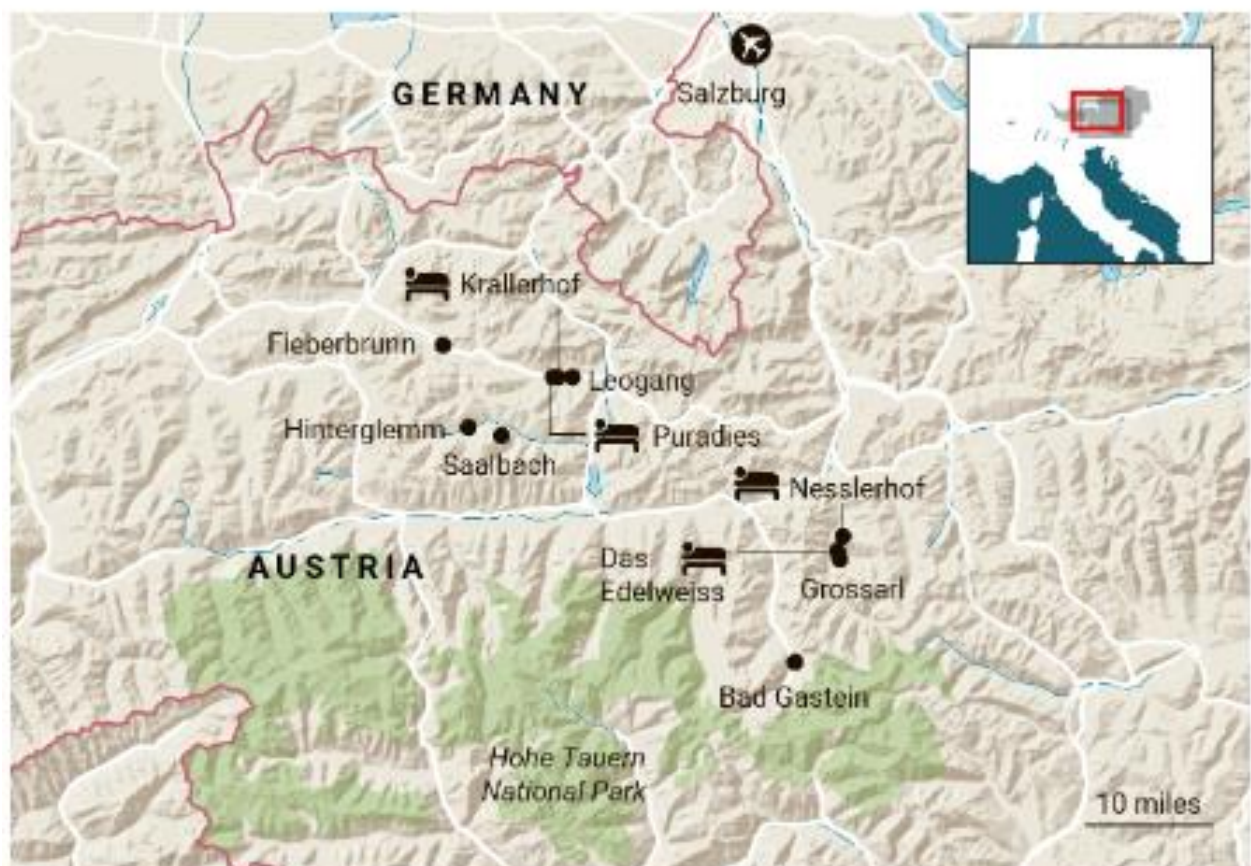 GERMANY
Salzburg
Krallerhof
Fieberbrunn
Leogang
Hinterglemm
Saalbach
Puradies
Nesslerhof
AUSTRIA
Das
Edelweiss
Grossarl
Bad Gastein
Hohe Tauern
National Park
10 miles